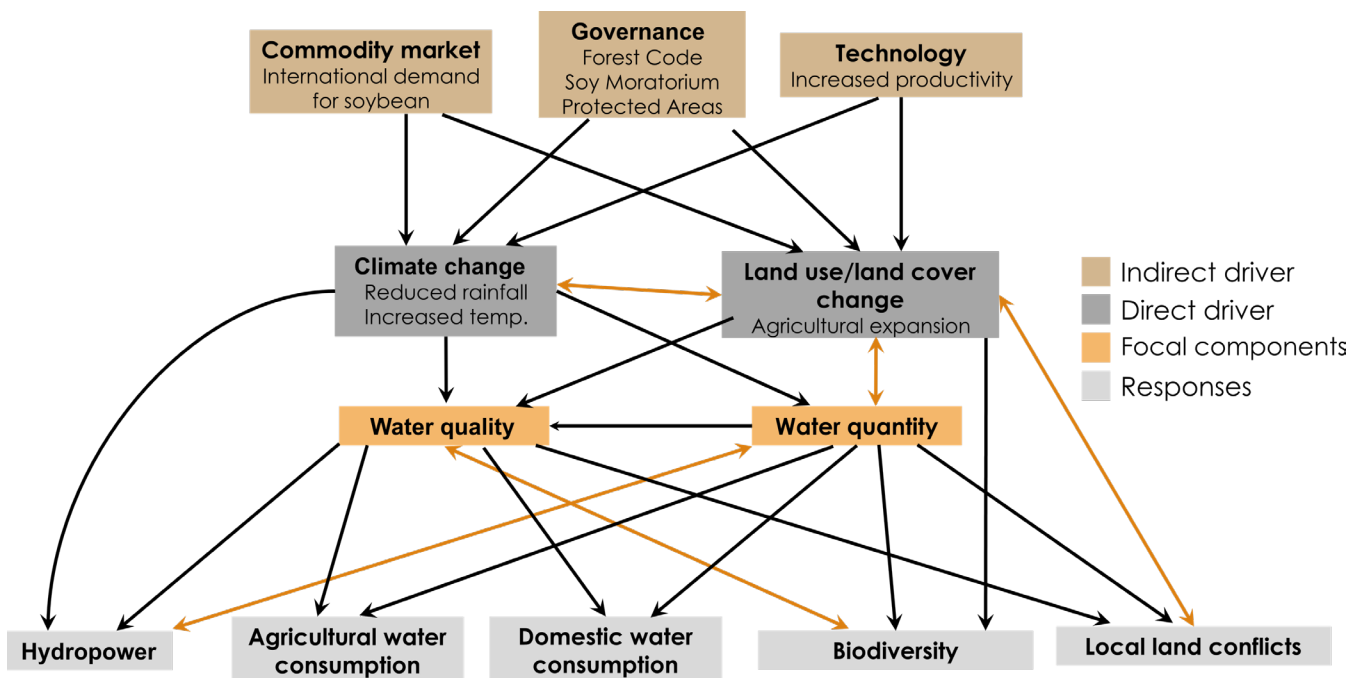 Commodity market
International demand
for soybean
Governance
Forest Code
Soy Moratorium
Protected Areas
Technology
Increased productivity
Climate change
Reduced rainfall
Increased temp.
Land use/land cover
change
Agricultural expansion
Indirect driver
Direct driver
Focal components
Responses
Water quality
Water quantity
Hydropower
Agricultural water
consumption
Domestic water
consumption
Biodiversity
Local land conflicts